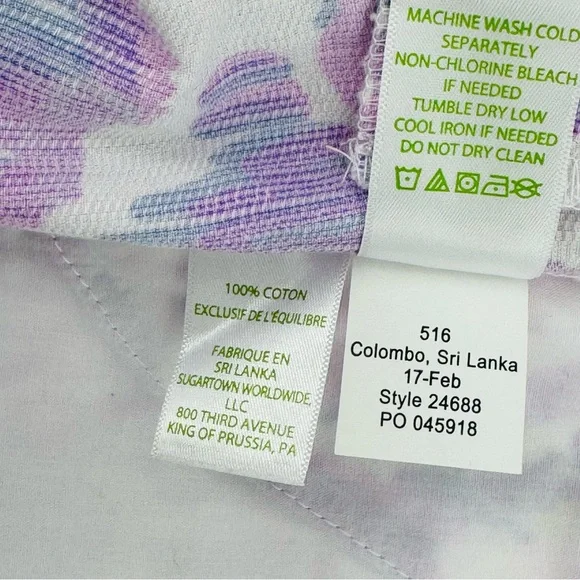 MACHINE WASH COLD
SEPARATELY
NON-CHLORINE BLEACH
IF NEEDED
TUMBLE DRY LOW
COOL IRON IF NEEDED
DO NOT DRY CLEAN
100% COTON
EXCLUSIF DE L'ÉQUILIBRE
FABRIQUE EN
SRI LANKA
SUGARTOWN WORLDWIDE,
LLC
800 THIRD AVENUE
KING OF PRUSSIA, PA
516
Colombo, Sri Lanka
17-Feb
Style 24688
PO 045918